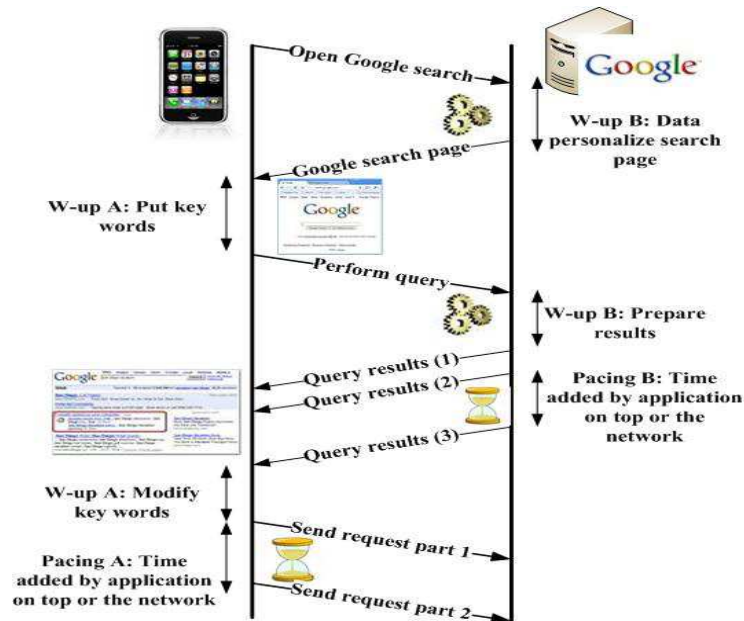 Open Google search
Google
W-up B: Data
personalize search
page
Google search page
W-up A: Put key
words
Google
Perform query
W-up B: Prepare
results
Query results (1)
Query results (2)
Google
Pacing B: Time
added by application
on top or the
network
Query results (3)
W-up A: Modify
key words
Send request part 1
Pacing A: Time
added by application
on top or the network
Send request part 2